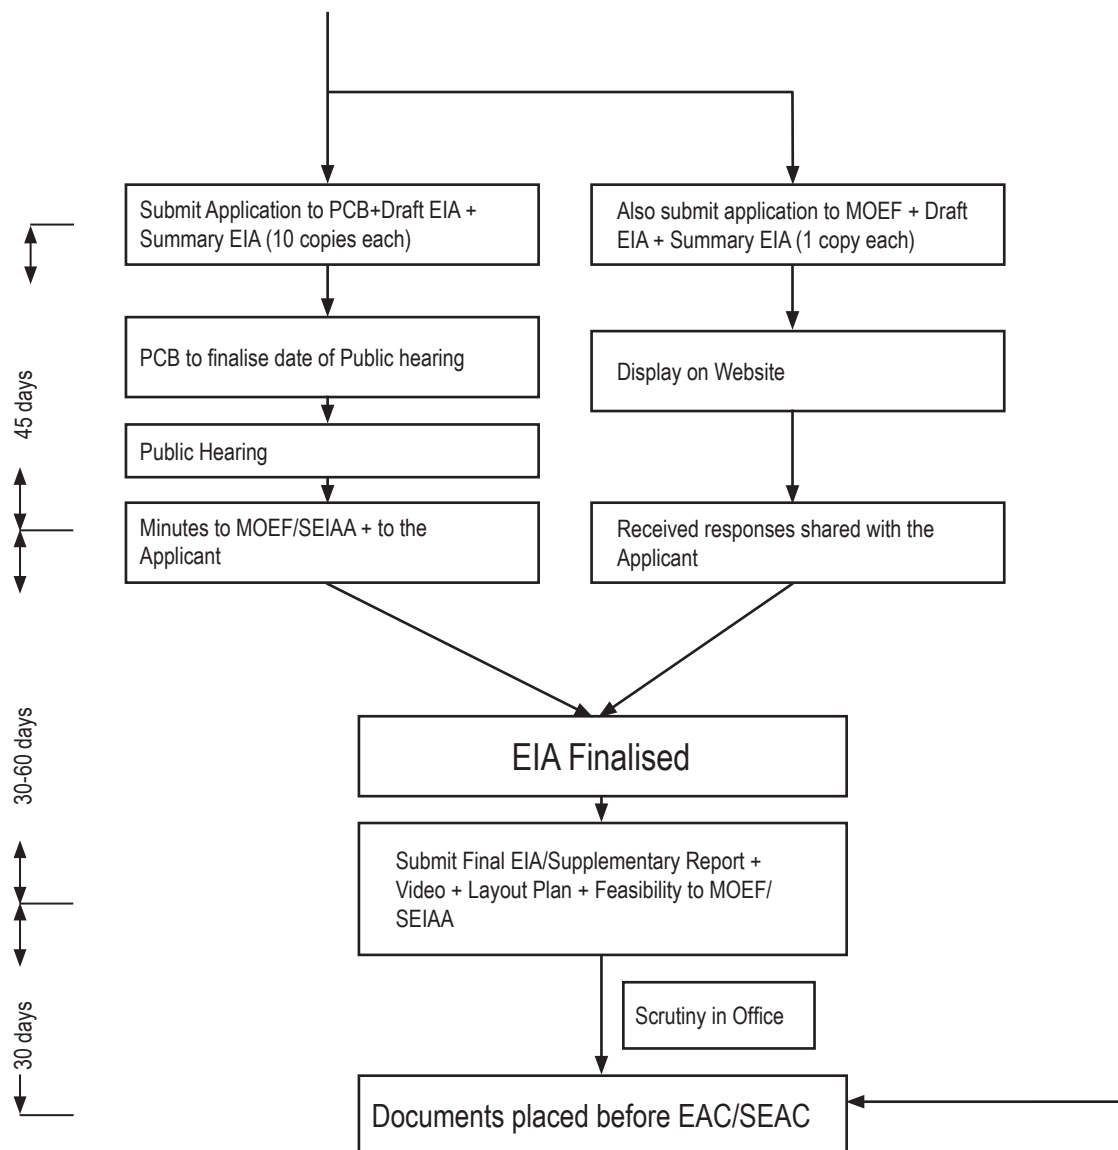 Submit Application to PCB+Draft EIA +
Summary EIA (10 copies each)
Also submit application to MOEF + Draft
EIA + Summary EIA (1 copy each)
45 days
PCB to finalise date of Public hearing
Display on Website
Public Hearing
Minutes to MOEF/SEIAA + to the
Applicant
Received responses shared with the
Applicant
30-60 days
EIA Finalised
Submit Final EIA/Supplementary Report +
Video + Layout Plan + Feasibility to MOEF/
SEIAA
30 days
Scrutiny in Office
Documents placed before EAC/SEAC